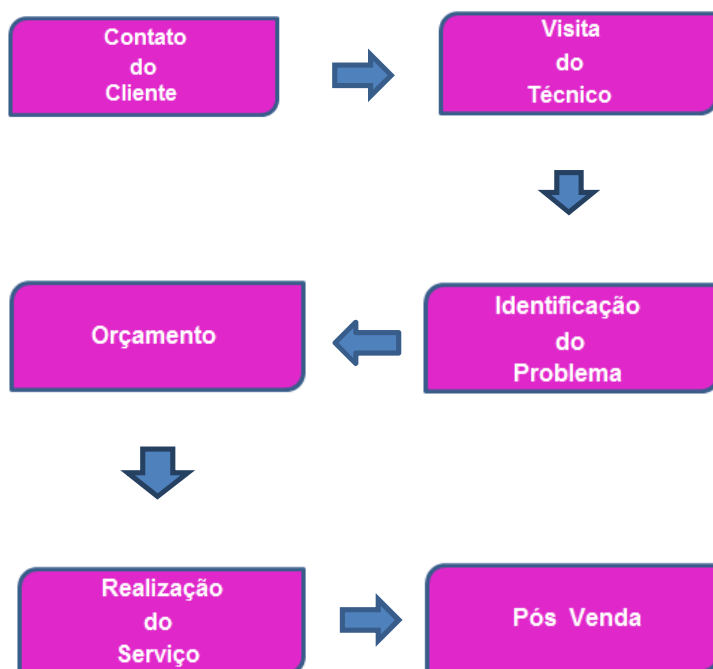 Contato
do
Cliente
Visita
do
Técnico
Identificação
do
Problema
Orçamento
Realização
do
Serviço
Pós Venda